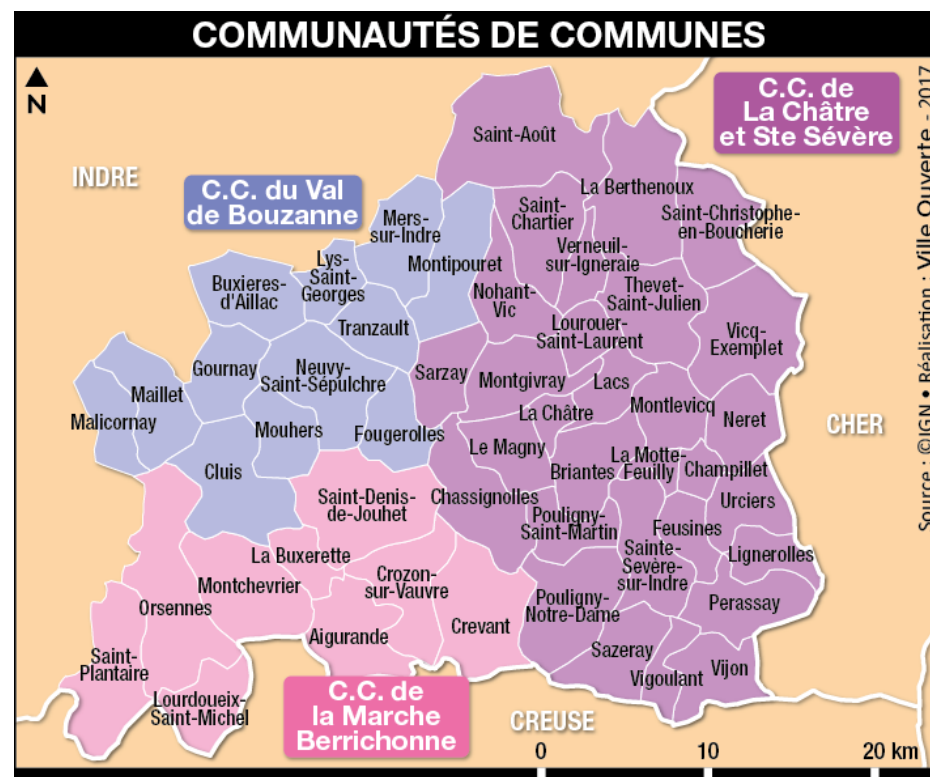 COMMUNAUTÉS DE COMMUNES
N
C.C. de
La Châtre
et Ste Sévère
INDRE
C.C. du Val
de Bouzanne
Saint-Août
La Berthenoux
Saint-
Chartier
Saint-Christophe-
en-Boucherie
Mers-
sur-Indre
Verneuil-
sur-Igneraie
Montipouret
Lys-
Saint-
Georges
Buxieres-
d'Aillac
Nohant-
Vic
Thevet-
Saint-Julien
Tranzault
Lourouer-
Saint-Laurent
Vicq-
Exemplet
Gournay
Neuvy-
Saint-Sépulchre
Sarzay
Montgivray
Lacs
Maillet
Malicornay
La Châtre
Montlevicq
Neret
CHER
Mouhers
Fougerolles
Le Magny
La Motte-
Feuilly
Briantes
Champillet
Cluis
Saint-Denis-
de-Jouhet
Chassignolles
Urciers
Pouligny-
Saint-Martin
Feusines
La Buxerette
Sainte-
Sevère-
sur-Indre
Lignerolles
Montchevrier
Crozon-
sur-Vauvre
Orsennes
Pouligny-
Notre-Dame
Perassay
Aigurande
Crevant
Saint-
Plantaire
Sazeray
Vigoulant
Vijon
Lourdoueix-
Saint-Michel
C.C. de
la Marche
Berrichonne
CREUSE
0 10 20 km
Source : ©IGN • Réalisation : Ville Ouverte - 2017